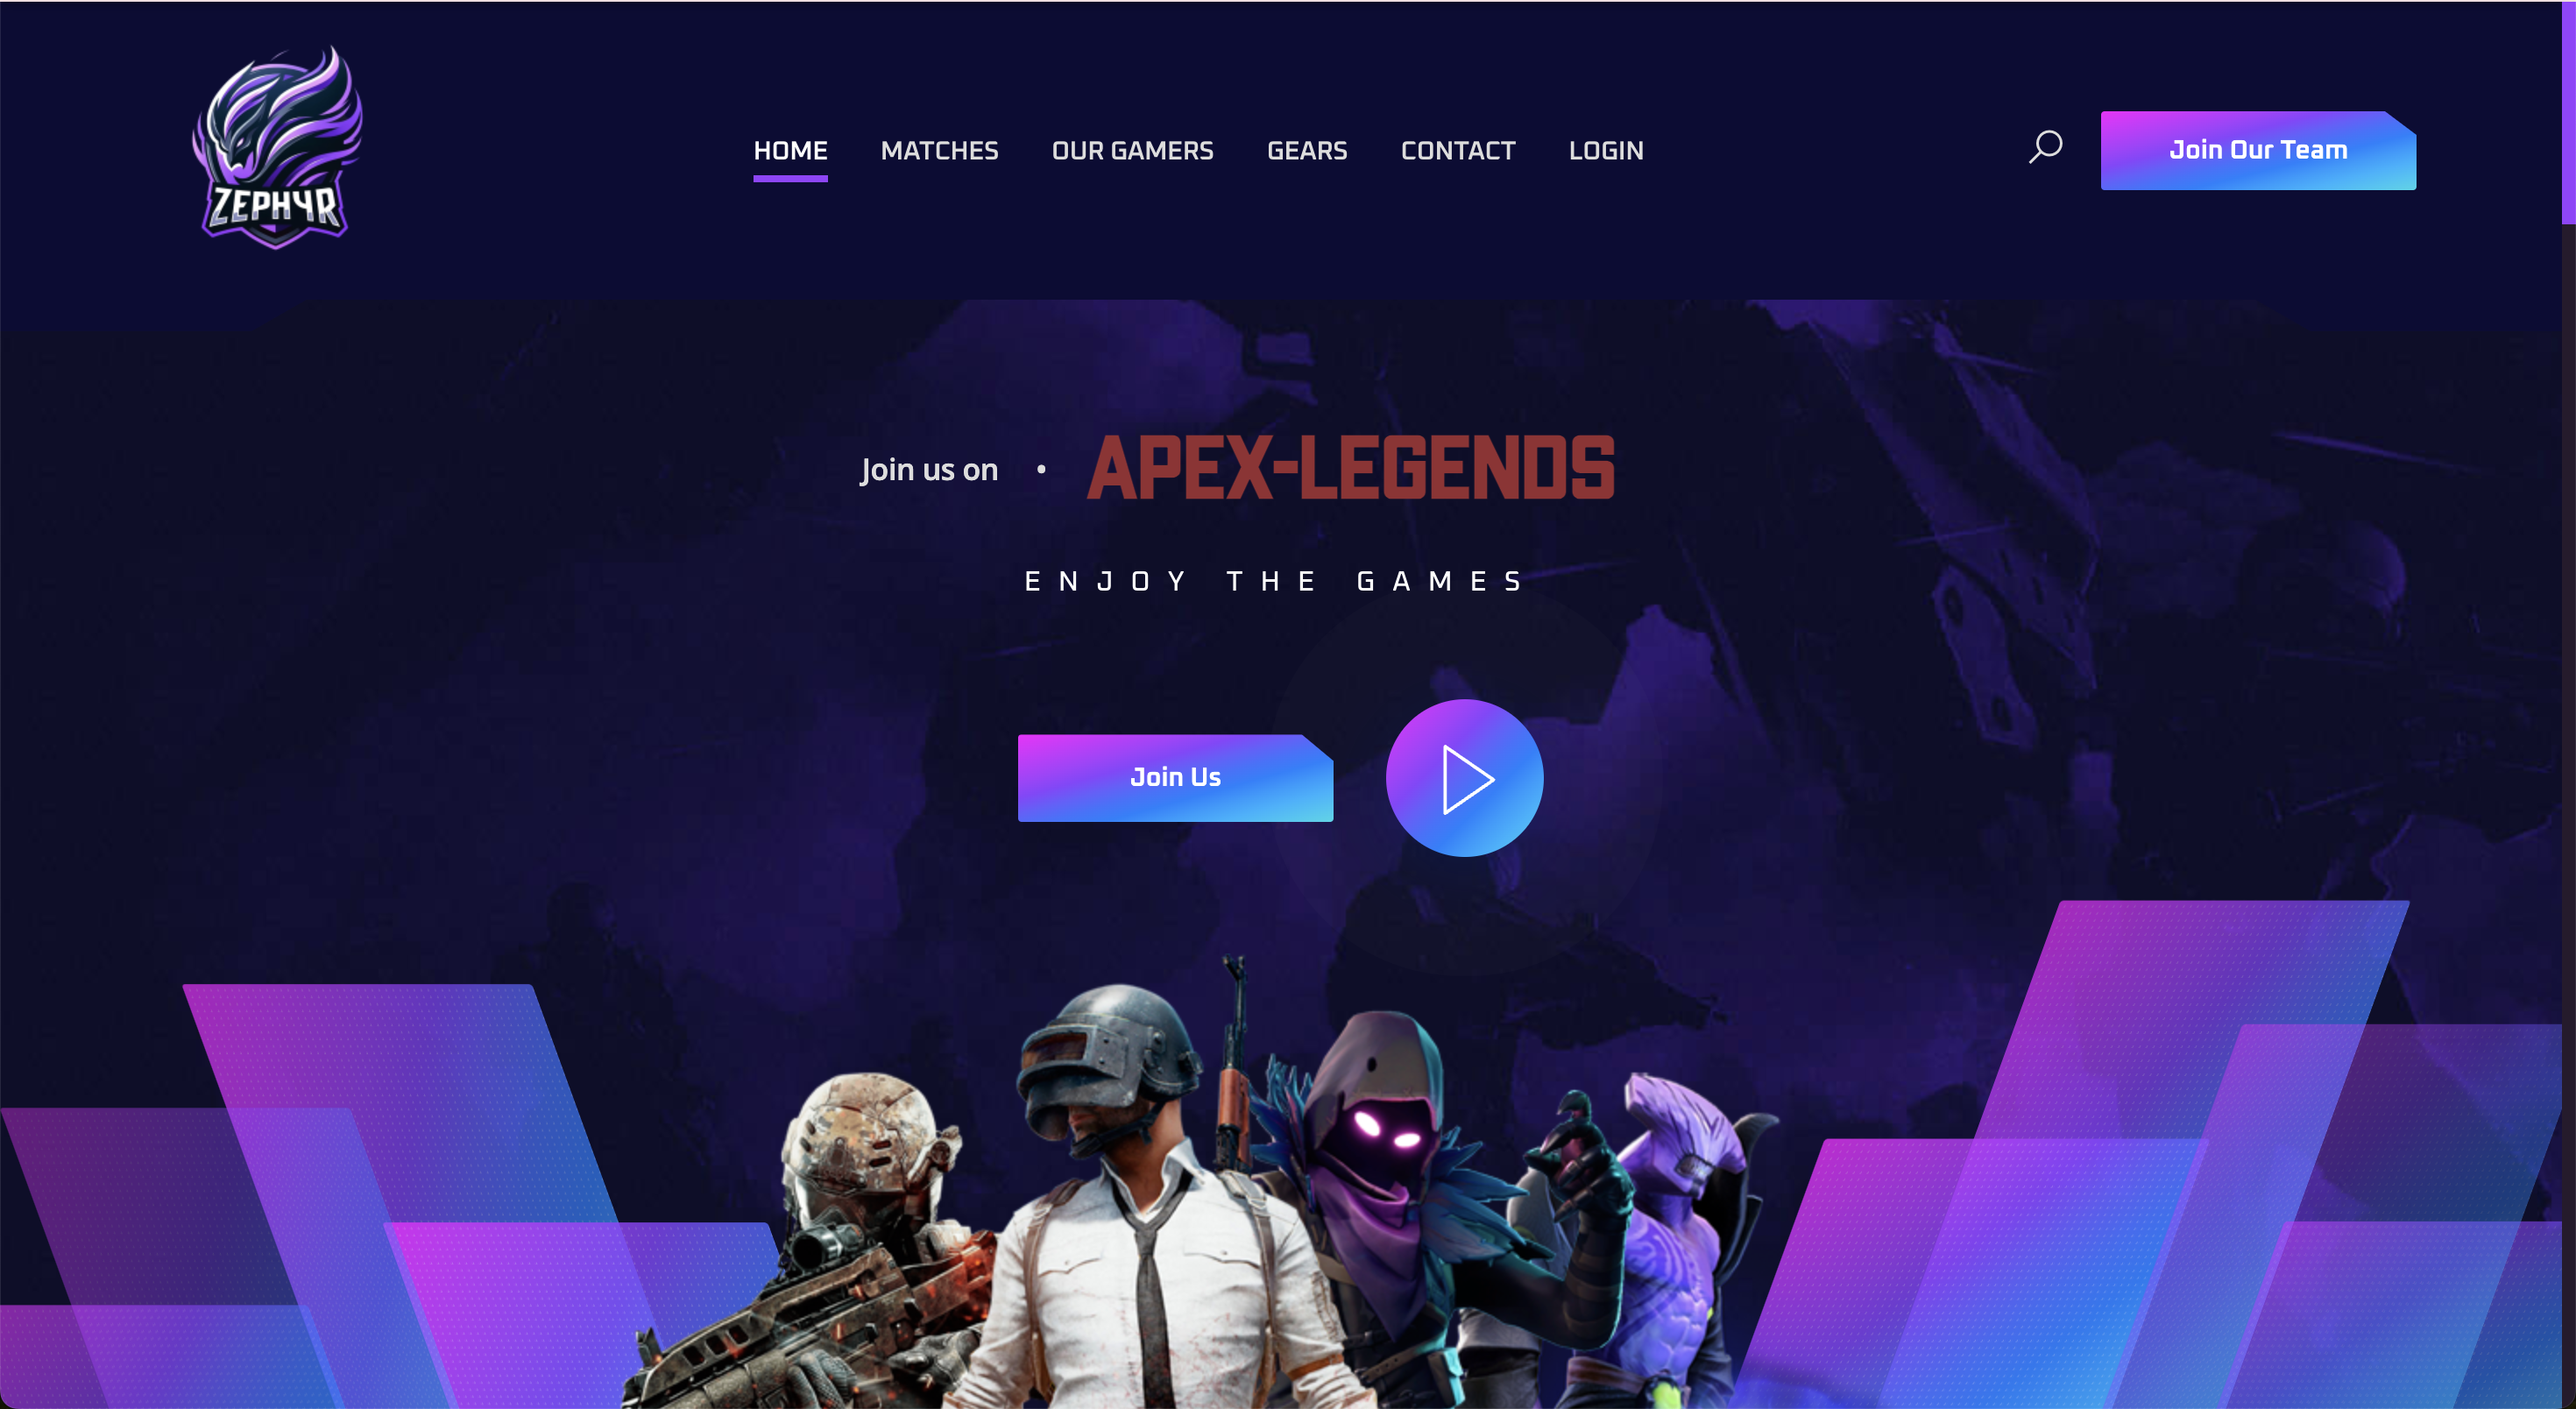 ZEPHYR
HOME MATCHES OUR GAMERS GEARS CONTACT LOGIN
Join Our Team
Join us on • APEX-LEGENDS
ENJOY THE GAMES
Join Us